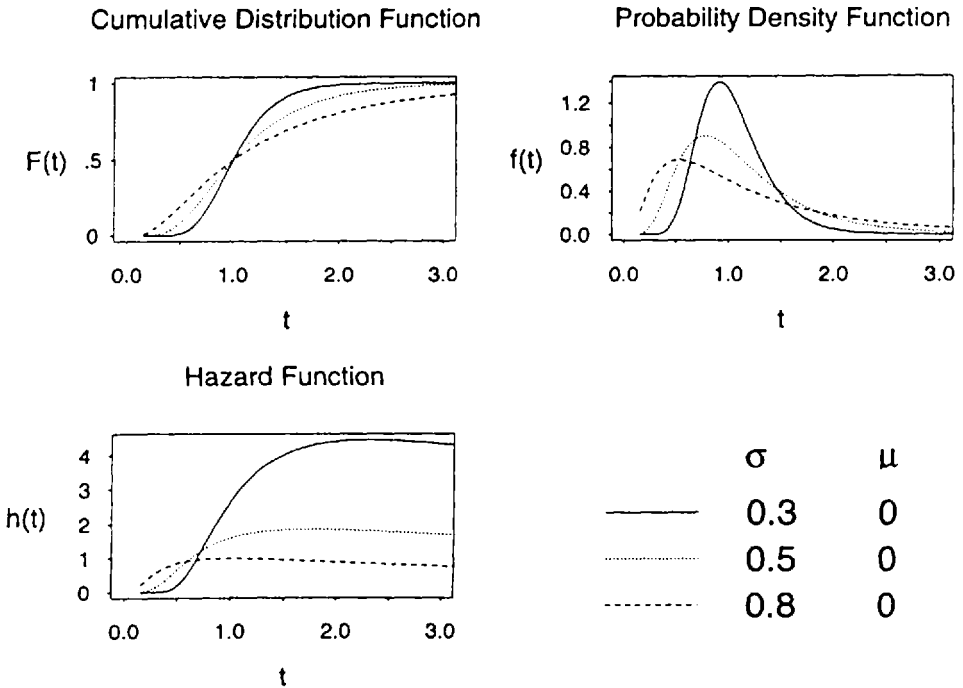 Cumulative Distribution Function
Probability Density Function
1
.5
0
F(t)
0.0 1.0 2.0 3.0
t
1.2
0.8
0.4
0.0
f(t)
0.0 1.0 2.0 3.0
t
Hazard Function
4
3
2
1
0
h(t)
0.0 1.0 2.0 3.0
t
σ μ
0.3 0
0.5 0
0.8 0